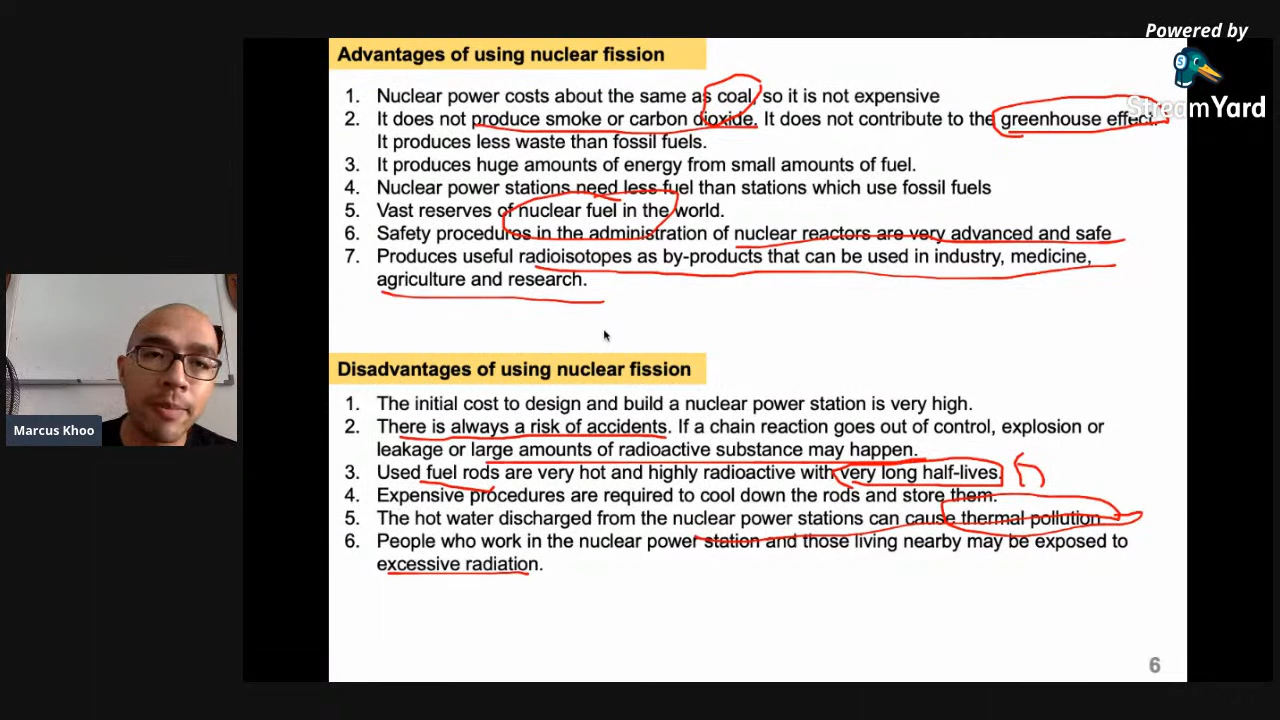 Powered by
StreamYard
Advantages of using nuclear fission
1. Nuclear power costs about the same as coal, so it is not expensive
2. It does not produce smoke or carbon dioxide. It does not contribute to the greenhouse effect.
It produces less waste than fossil fuels.
3. It produces huge amounts of energy from small amounts of fuel.
4. Nuclear power stations need less fuel than stations which use fossil fuels
5. Vast reserves of nuclear fuel in the world.
6. Safety procedures in the administration of nuclear reactors are very advanced and safe
7. Produces useful radioisotopes as by-products that can be used in industry, medicine,
agriculture and research.
Disadvantages of using nuclear fission
1. The initial cost to design and build a nuclear power station is very high.
2. There is always a risk of accidents. If a chain reaction goes out of control, explosion or
leakage or large amounts of radioactive substance may happen.
3. Used fuel rods are very hot and highly radioactive with very long half-lives.
4. Expensive procedures are required to cool down the rods and store them.
5. The hot water discharged from the nuclear power stations can cause thermal pollution
6. People who work in the nuclear power station and those living nearby may be exposed to
excessive radiation.
Marcus Khoo
6